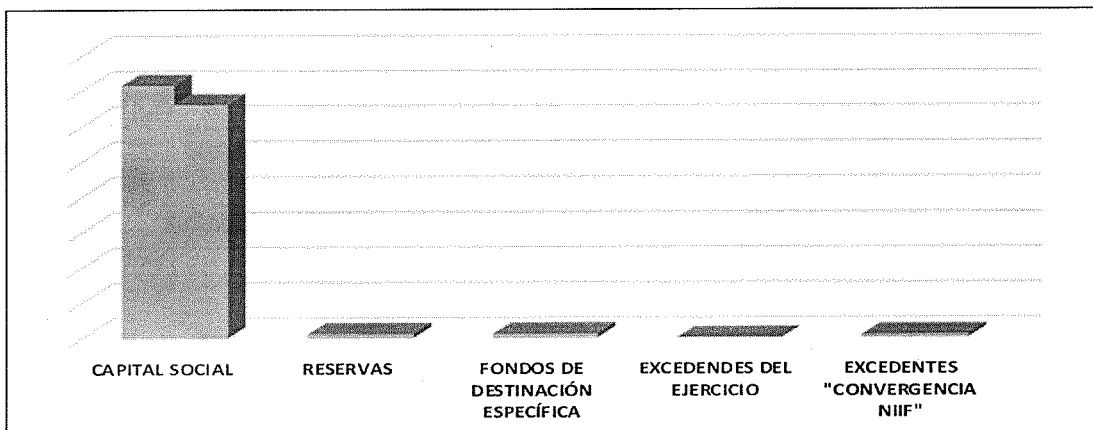 CAPITAL SOCIAL
RESERVAS
FONDOS DE
DESTINACIÓN
ESPECÍFICA
EXCEDENDES DEL
EJERCICIO
EXCEDENTES
"CONVERGENCIA
NIIF"